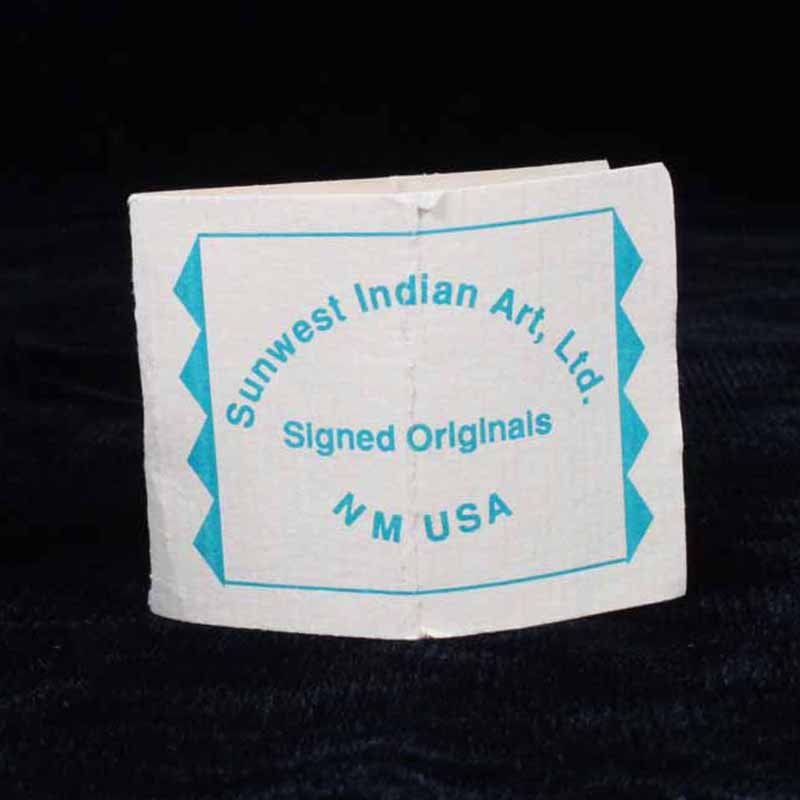 Sunwest Indian Art, Ltd.
Signed Originals
NM USA